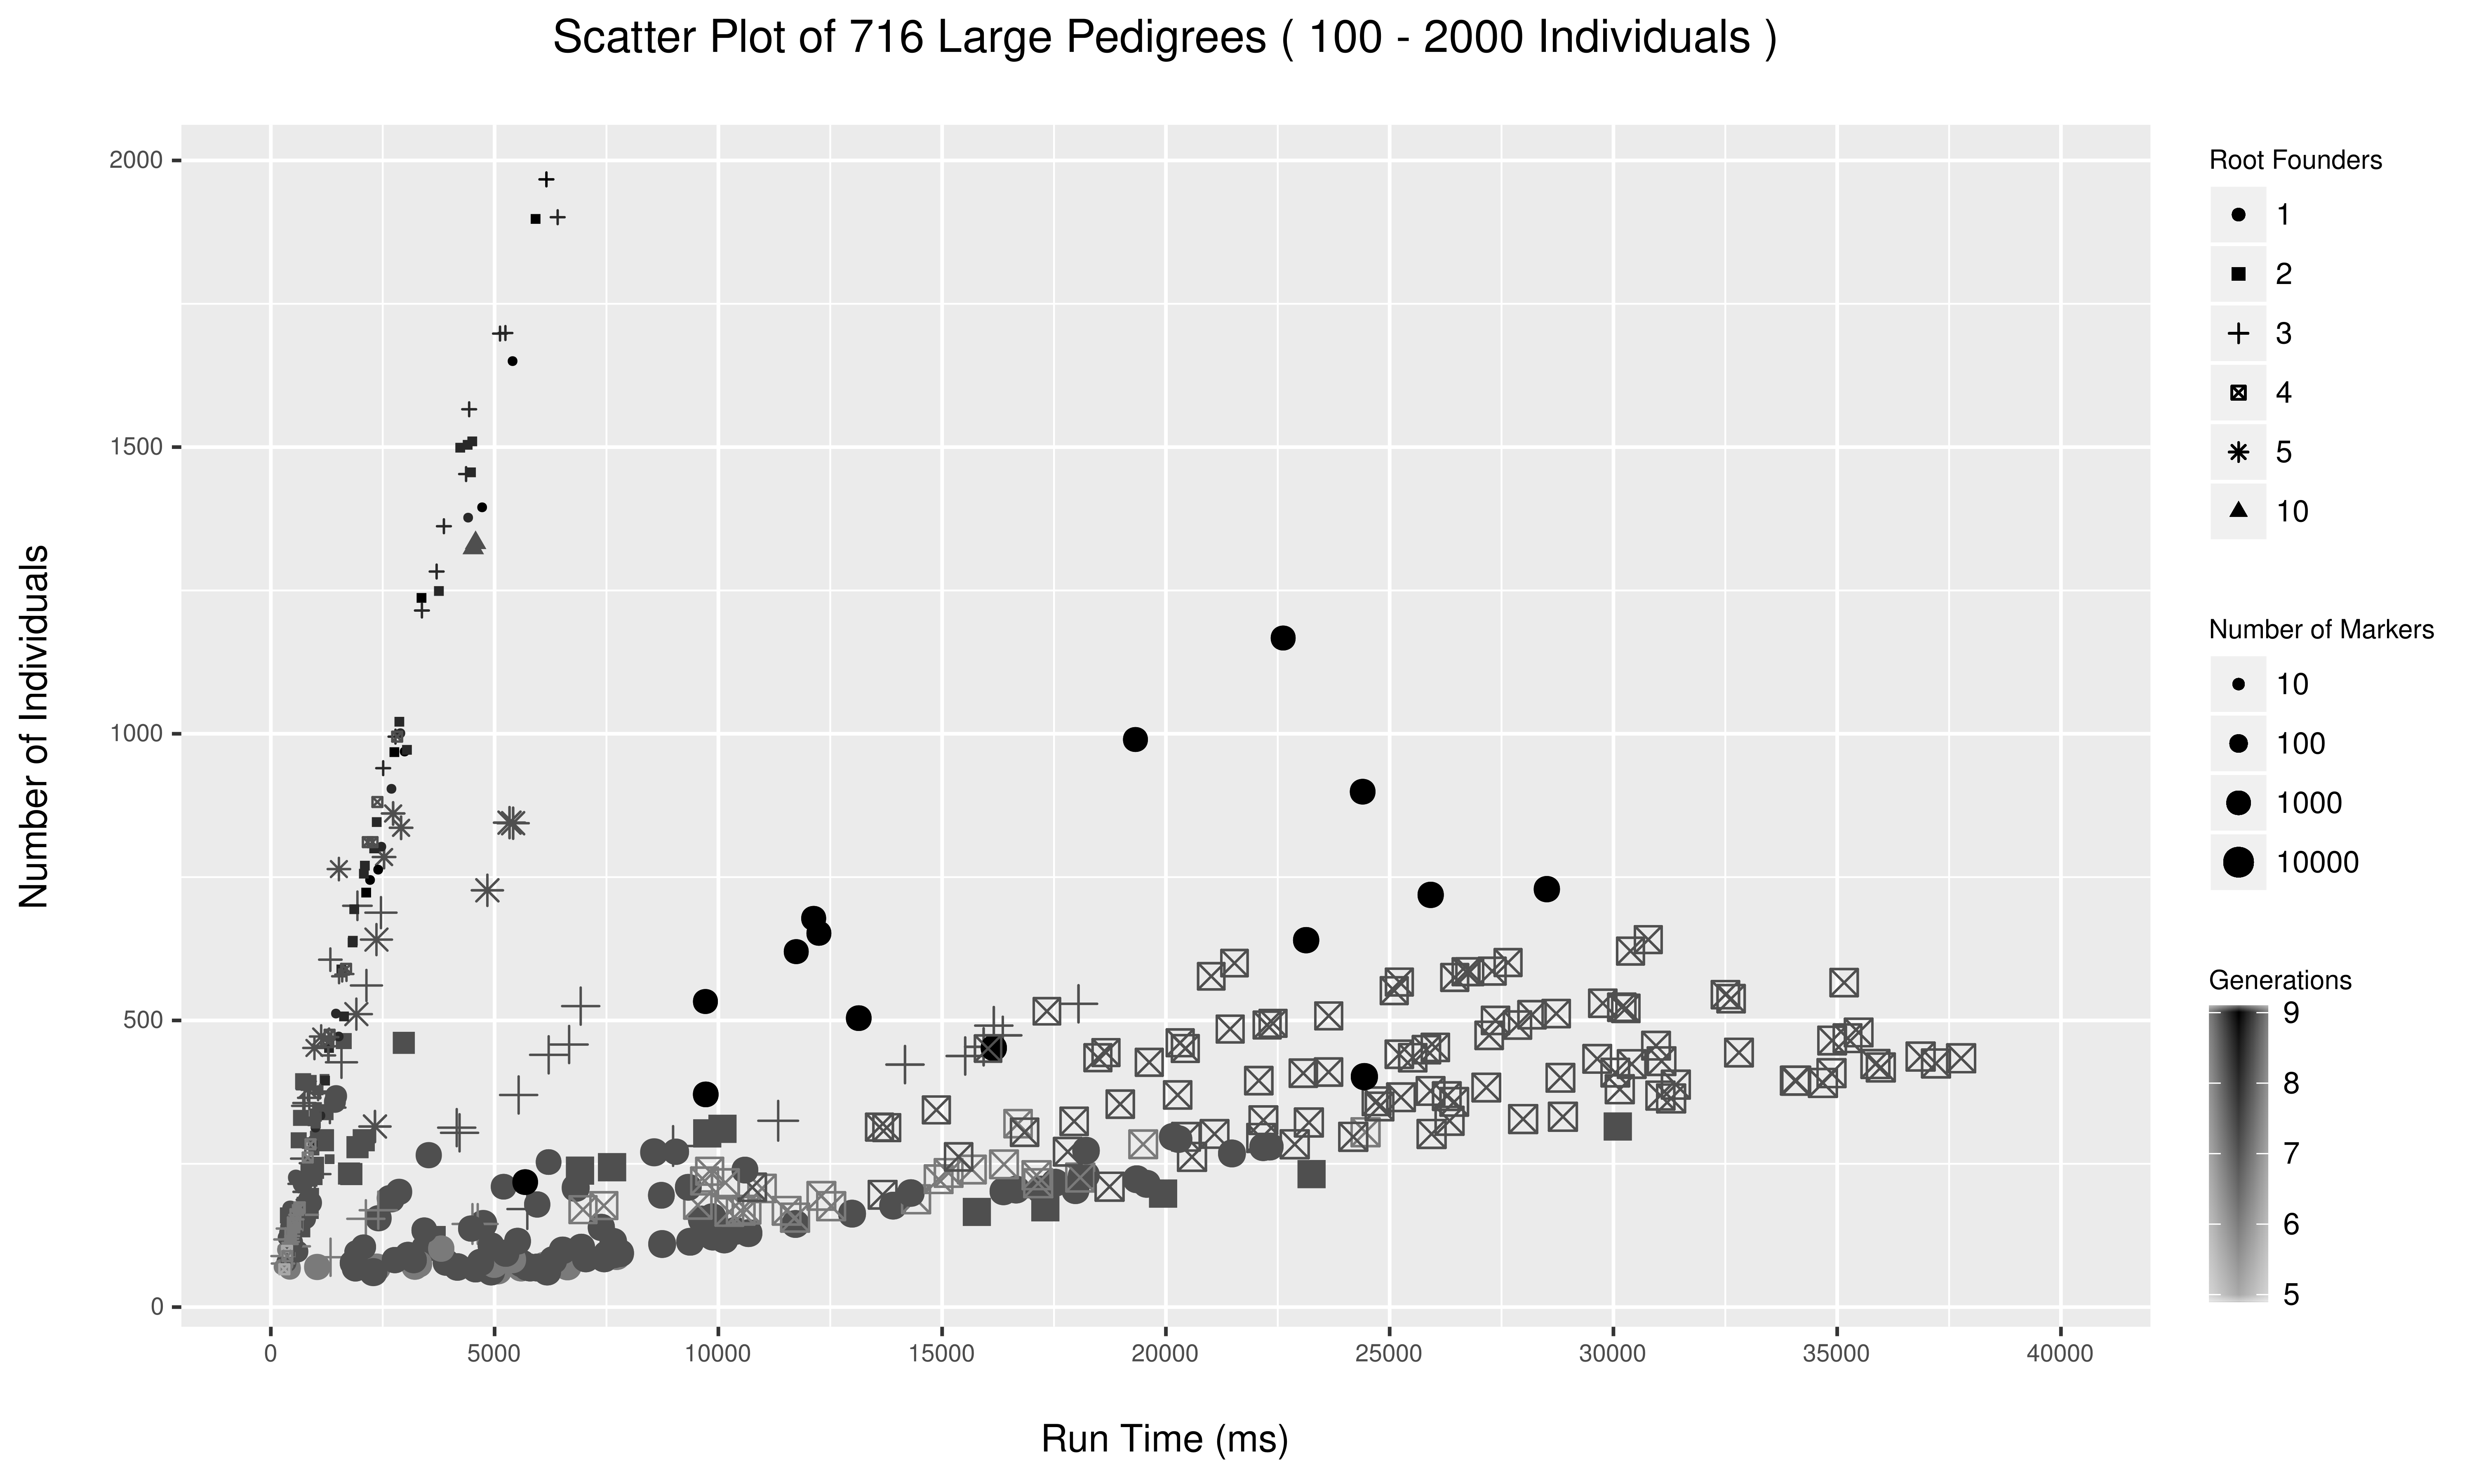 Scatter Plot of 716 Large Pedigrees ( 100 - 2000 Individuals )
Number of Individuals
2000
1500
1000
500
0
0 5000 10000 15000 20000 25000 30000 35000 40000
Run Time (ms)
Root Founders
1
2
3
4
5
10
Number of Markers
10
100
1000
10000
Generations
9
8
7
6
5